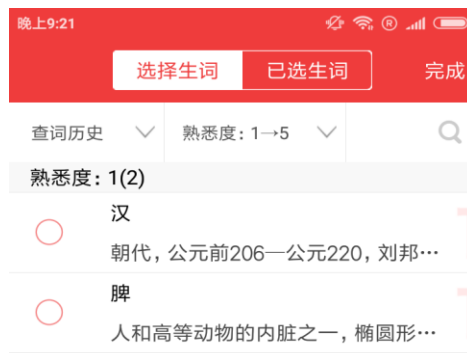 晚上9:21
选择生词 已选生词 完成
查词历史 熟悉度：1→5
熟悉度：1(2)
汉
朝代，公元前206—公元220，刘邦…
脾
人和高等动物的内脏之一，椭圆形…